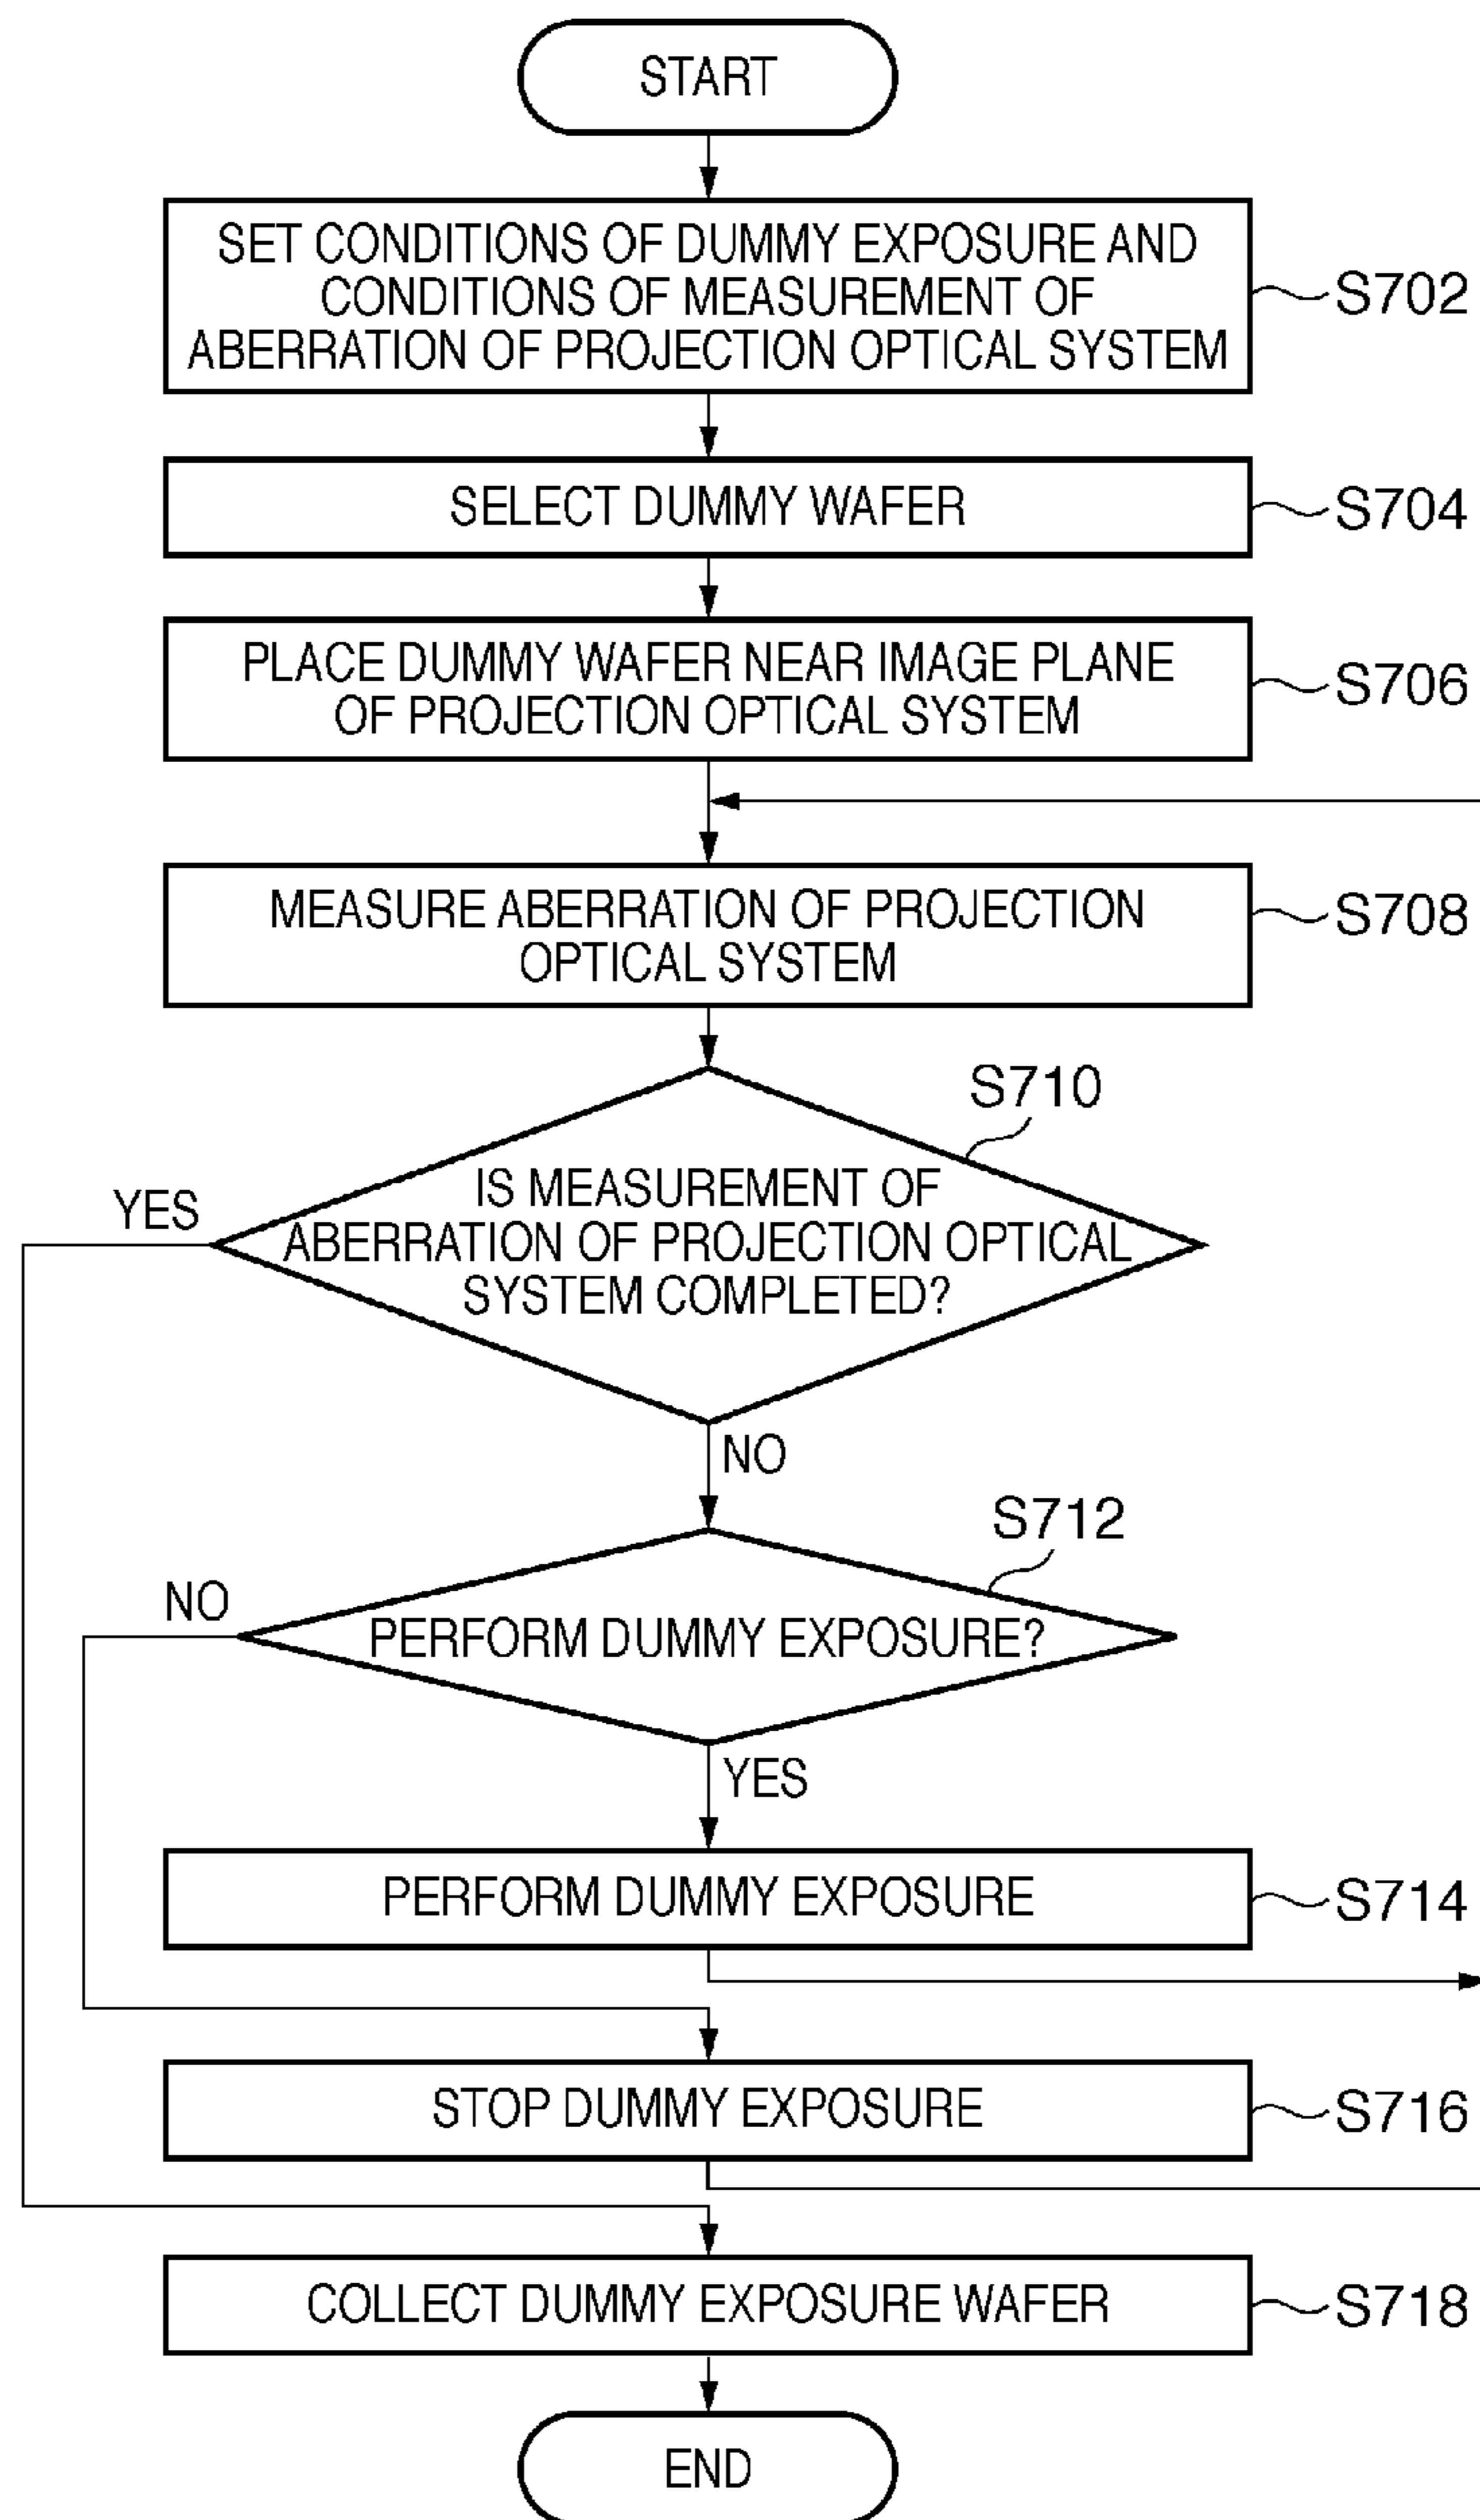 START
SET CONDITIONS OF DUMMY EXPOSURE AND
CONDITIONS OF MEASUREMENT OF
ABERRATION OF PROJECTION OPTICAL SYSTEM
S702
SELECT DUMMY WAFER
S704
PLACE DUMMY WAFER NEAR IMAGE PLANE
OF PROJECTION OPTICAL SYSTEM
S706
MEASURE ABERRATION OF PROJECTION
OPTICAL SYSTEM
S708
S710
IS MEASUREMENT OF
ABERRATION OF PROJECTION OPTICAL
SYSTEM COMPLETED?
YES
NO
S712
PERFORM DUMMY EXPOSURE?
NO
YES
PERFORM DUMMY EXPOSURE
S714
STOP DUMMY EXPOSURE
S716
COLLECT DUMMY EXPOSURE WAFER
S718
END